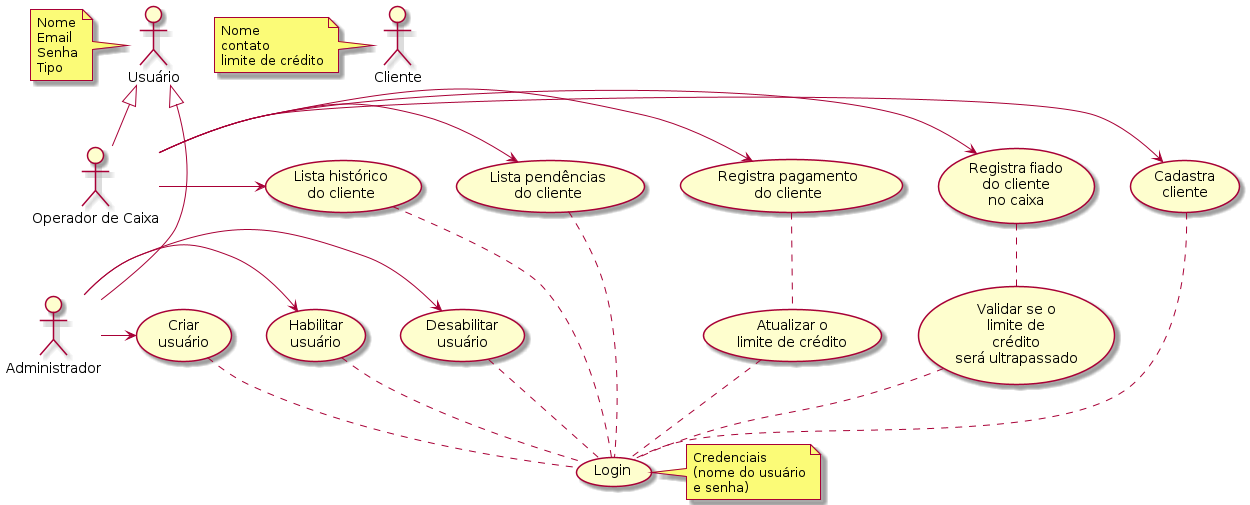 Nome
Email
Senha
Tipo
Usuário
Nome
contato
limite de crédito
Cliente
Operador de Caixa
Lista histórico
do cliente
Lista pendências
do cliente
Registra pagamento
do cliente
Registra fiado
do cliente
no caixa
Cadastra
cliente
Administrador
Criar
usuário
Habilitar
usuário
Desabilitar
usuário
Atualizar o
limite de crédito
Validar se o
limite de
crédito
será ultrapassado
Login
Credenciais
(nome do usuário
e senha)